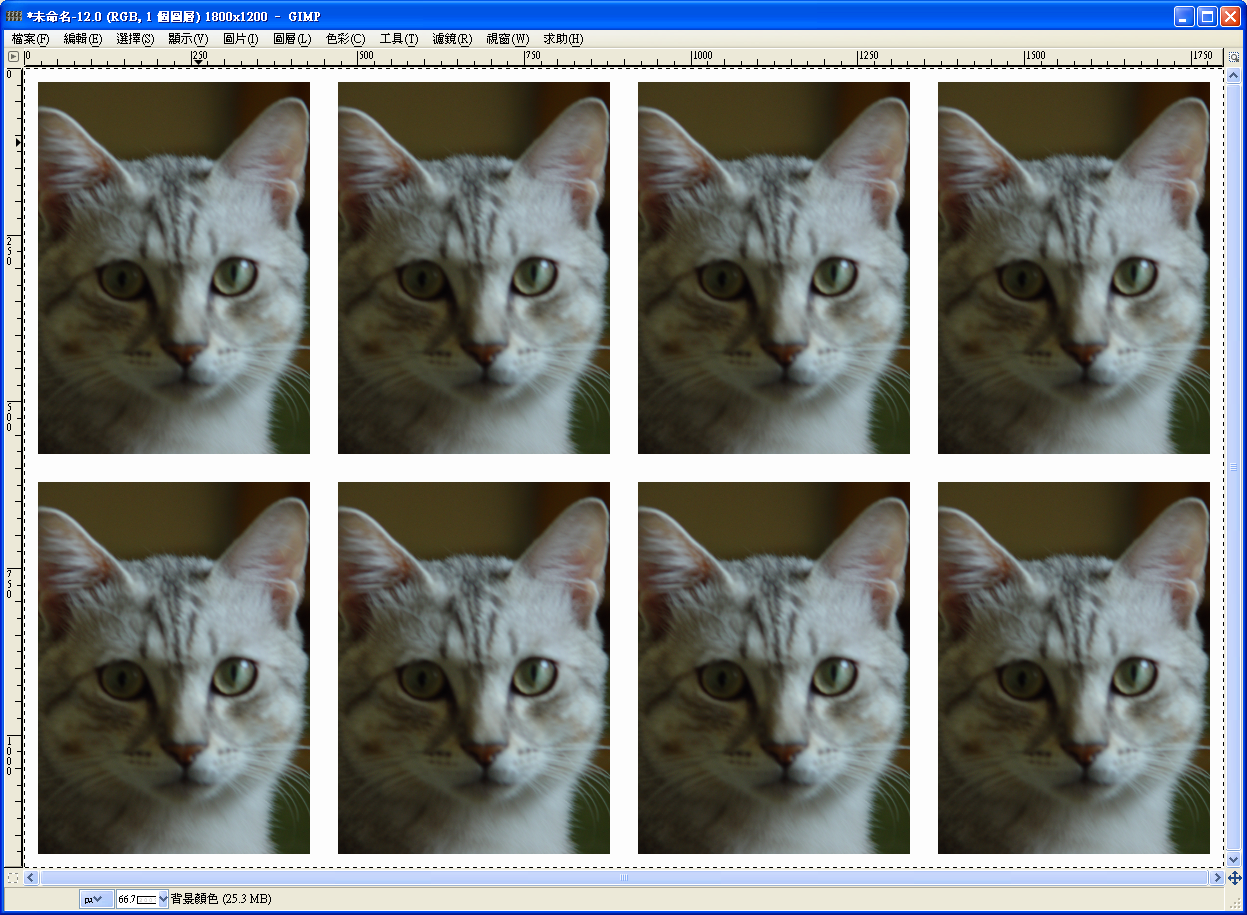 *未命名-12.0 (RGB, 1 個圖層) 1800x1200 – GIMP
檔案(F) 編輯(E) 選擇(S) 顯示(V) 圖片(I) 圖層(L) 色彩(C) 工具(T) 濾鏡(R) 視窗(W) 求助(H)
0 250 500 750 1000 1250 1500 1750
0
250
500
750
1000
px 66.7 背景顏色 (25.3 MB)